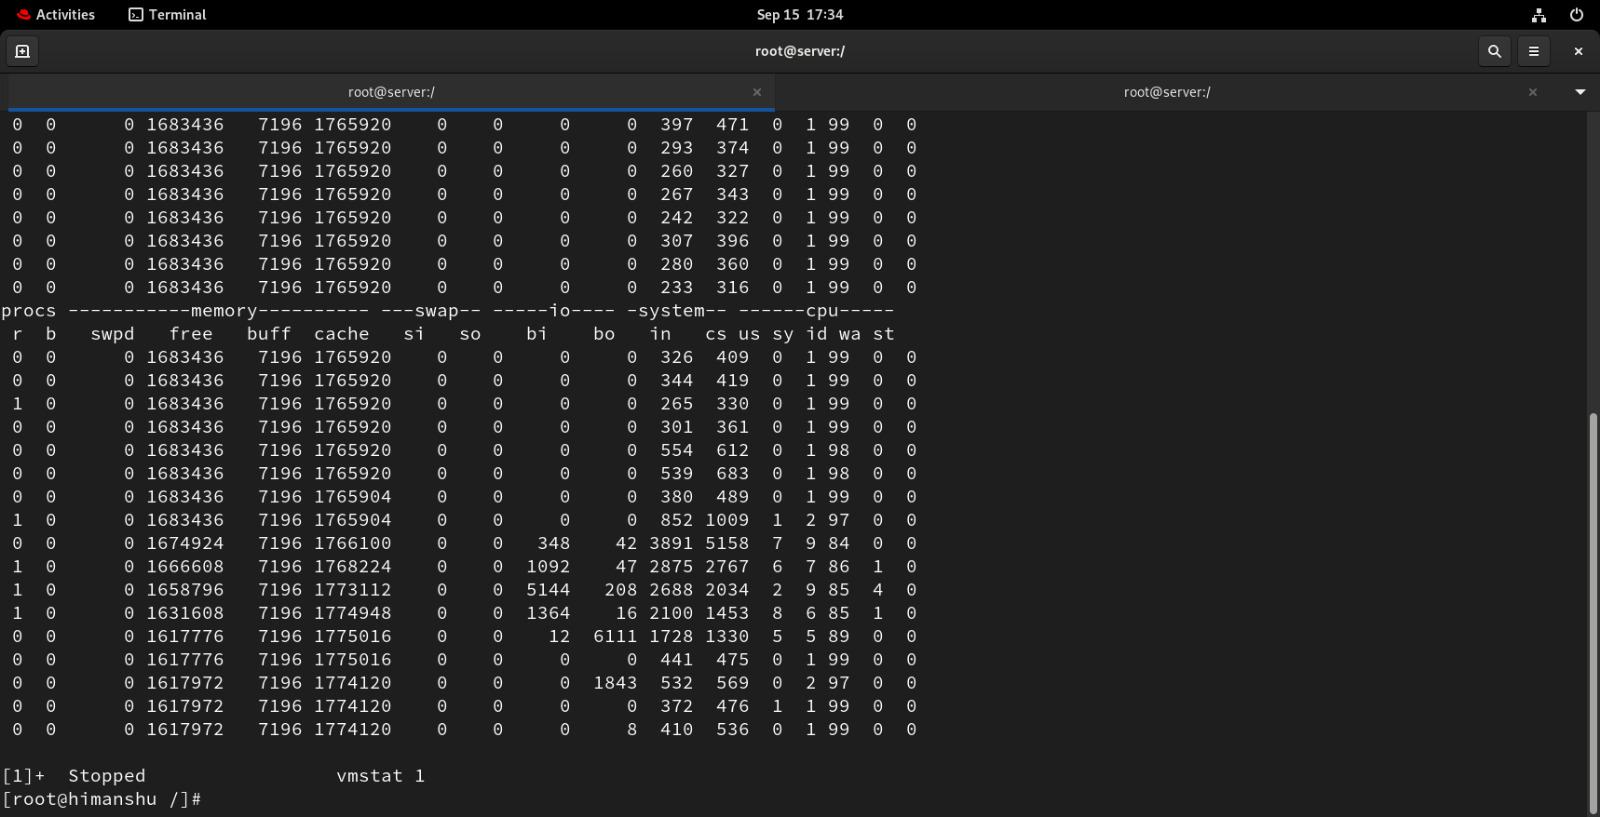 Activities Terminal Sep 15 17:34
root@server:/
root@server:/ × root@server:/ ×
0 0 0 1683436 7196 1765920 0 0 0 0 397 471 0 1 99 0 0
0 0 0 1683436 7196 1765920 0 0 0 0 293 374 0 1 99 0 0
0 0 0 1683436 7196 1765920 0 0 0 0 260 327 0 1 99 0 0
0 0 0 1683436 7196 1765920 0 0 0 0 267 343 0 1 99 0 0
0 0 0 1683436 7196 1765920 0 0 0 0 242 322 0 1 99 0 0
0 0 0 1683436 7196 1765920 0 0 0 0 307 396 0 1 99 0 0
0 0 0 1683436 7196 1765920 0 0 0 0 280 360 0 1 99 0 0
0 0 0 1683436 7196 1765920 0 0 0 0 233 316 0 1 99 0 0
procs -----------memory---------- ---swap-- -----io---- -system-- ------cpu-----
r b swpd free buff cache si so bi bo in cs us sy id wa st
0 0 0 1683436 7196 1765920 0 0 0 0 326 409 0 1 99 0 0
0 0 0 1683436 7196 1765920 0 0 0 0 344 419 0 1 99 0 0
1 0 0 1683436 7196 1765920 0 0 0 0 265 330 0 1 99 0 0
0 0 0 1683436 7196 1765920 0 0 0 0 301 361 0 1 99 0 0
0 0 0 1683436 7196 1765920 0 0 0 0 554 612 0 1 98 0 0
0 0 0 1683436 7196 1765920 0 0 0 0 539 683 0 1 98 0 0
0 0 0 1683436 7196 1765904 0 0 0 0 380 489 0 1 99 0 0
1 0 0 1683436 7196 1765904 0 0 0 0 852 1009 1 2 97 0 0
0 0 0 1674924 7196 1766100 0 0 348 42 3891 5158 7 9 84 0 0
1 0 0 1666608 7196 1768224 0 0 1092 47 2875 2767 6 7 86 1 0
1 0 0 1658796 7196 1773112 0 0 5144 208 2688 2034 2 9 85 4 0
1 0 0 1631608 7196 1774948 0 0 1364 16 2100 1453 8 6 85 1 0
0 0 0 1617776 7196 1775016 0 0 12 6111 1728 1330 5 5 89 0 0
0 0 0 1617776 7196 1775016 0 0 0 0 441 475 0 1 99 0 0
0 0 0 1617972 7196 1774120 0 0 0 1843 532 569 0 2 97 0 0
0 0 0 1617972 7196 1774120 0 0 0 0 372 476 1 1 99 0 0
0 0 0 1617972 7196 1774120 0 0 0 8 410 536 0 1 99 0 0
[1]+ Stopped vmstat 1
[root@himanshu /]#